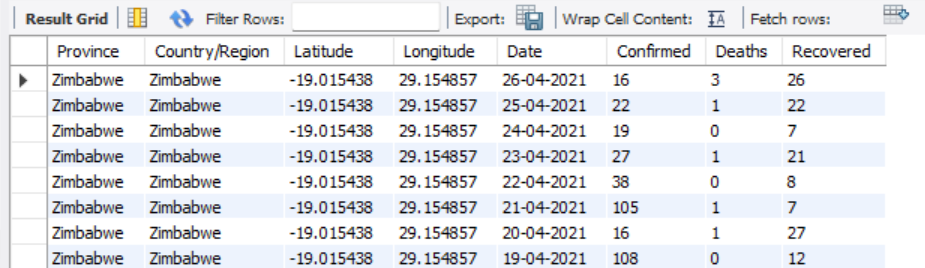 Result Grid Filter Rows: Export: Wrap Cell Content: Fetch rows:
Province Country/Region Latitude Longitude Date Confirmed Deaths Recovered
Zimbabwe Zimbabwe -19.015438 29.154857 26-04-2021 16 3 26
Zimbabwe Zimbabwe -19.015438 29.154857 25-04-2021 22 1 22
Zimbabwe Zimbabwe -19.015438 29.154857 24-04-2021 19 0 7
Zimbabwe Zimbabwe -19.015438 29.154857 23-04-2021 27 1 21
Zimbabwe Zimbabwe -19.015438 29.154857 22-04-2021 38 0 8
Zimbabwe Zimbabwe -19.015438 29.154857 21-04-2021 105 1 7
Zimbabwe Zimbabwe -19.015438 29.154857 20-04-2021 16 1 27
Zimbabwe Zimbabwe -19.015438 29.154857 19-04-2021 108 0 12